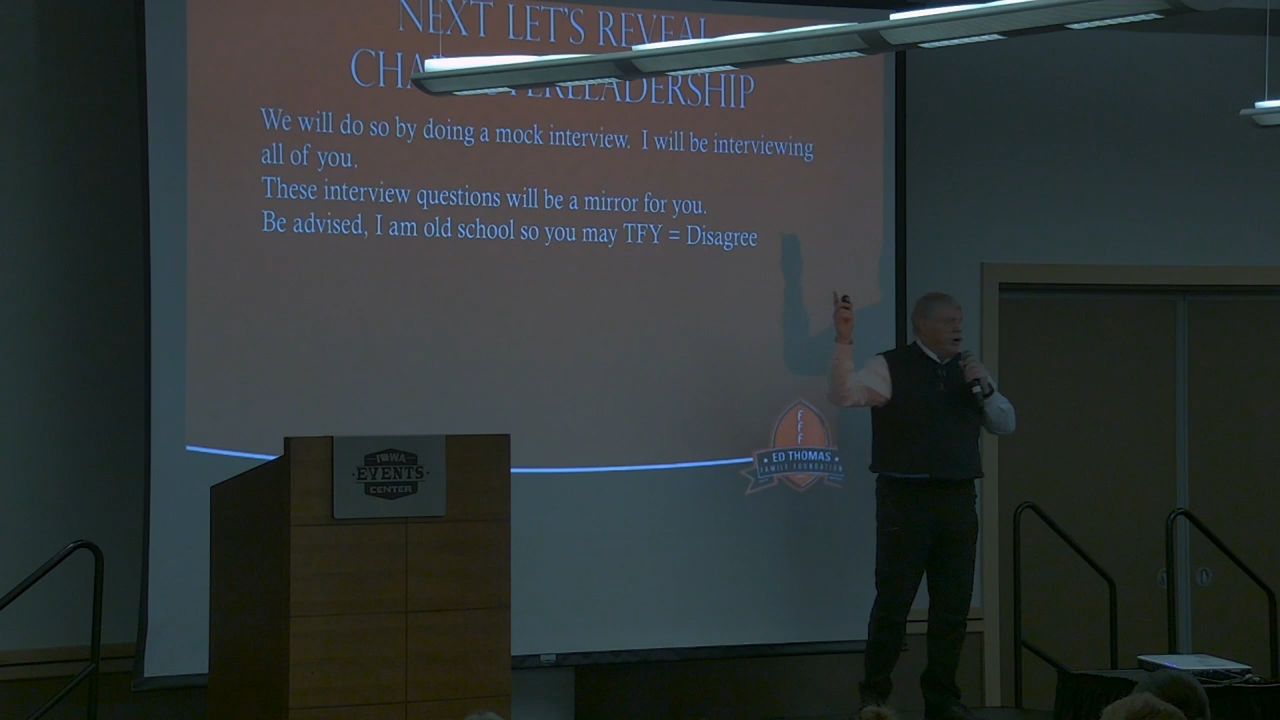 NEXT LET'S REVEAL
We will do so by doing a mock interview. I will be interviewing
all of you.
These interview questions will be a mirror for you.
Be advised, I am old school so you may TFY = Disagree
FFF
ED THOMAS
FAMILY FOUNDATION
IOWA
EVENTS
CENTER